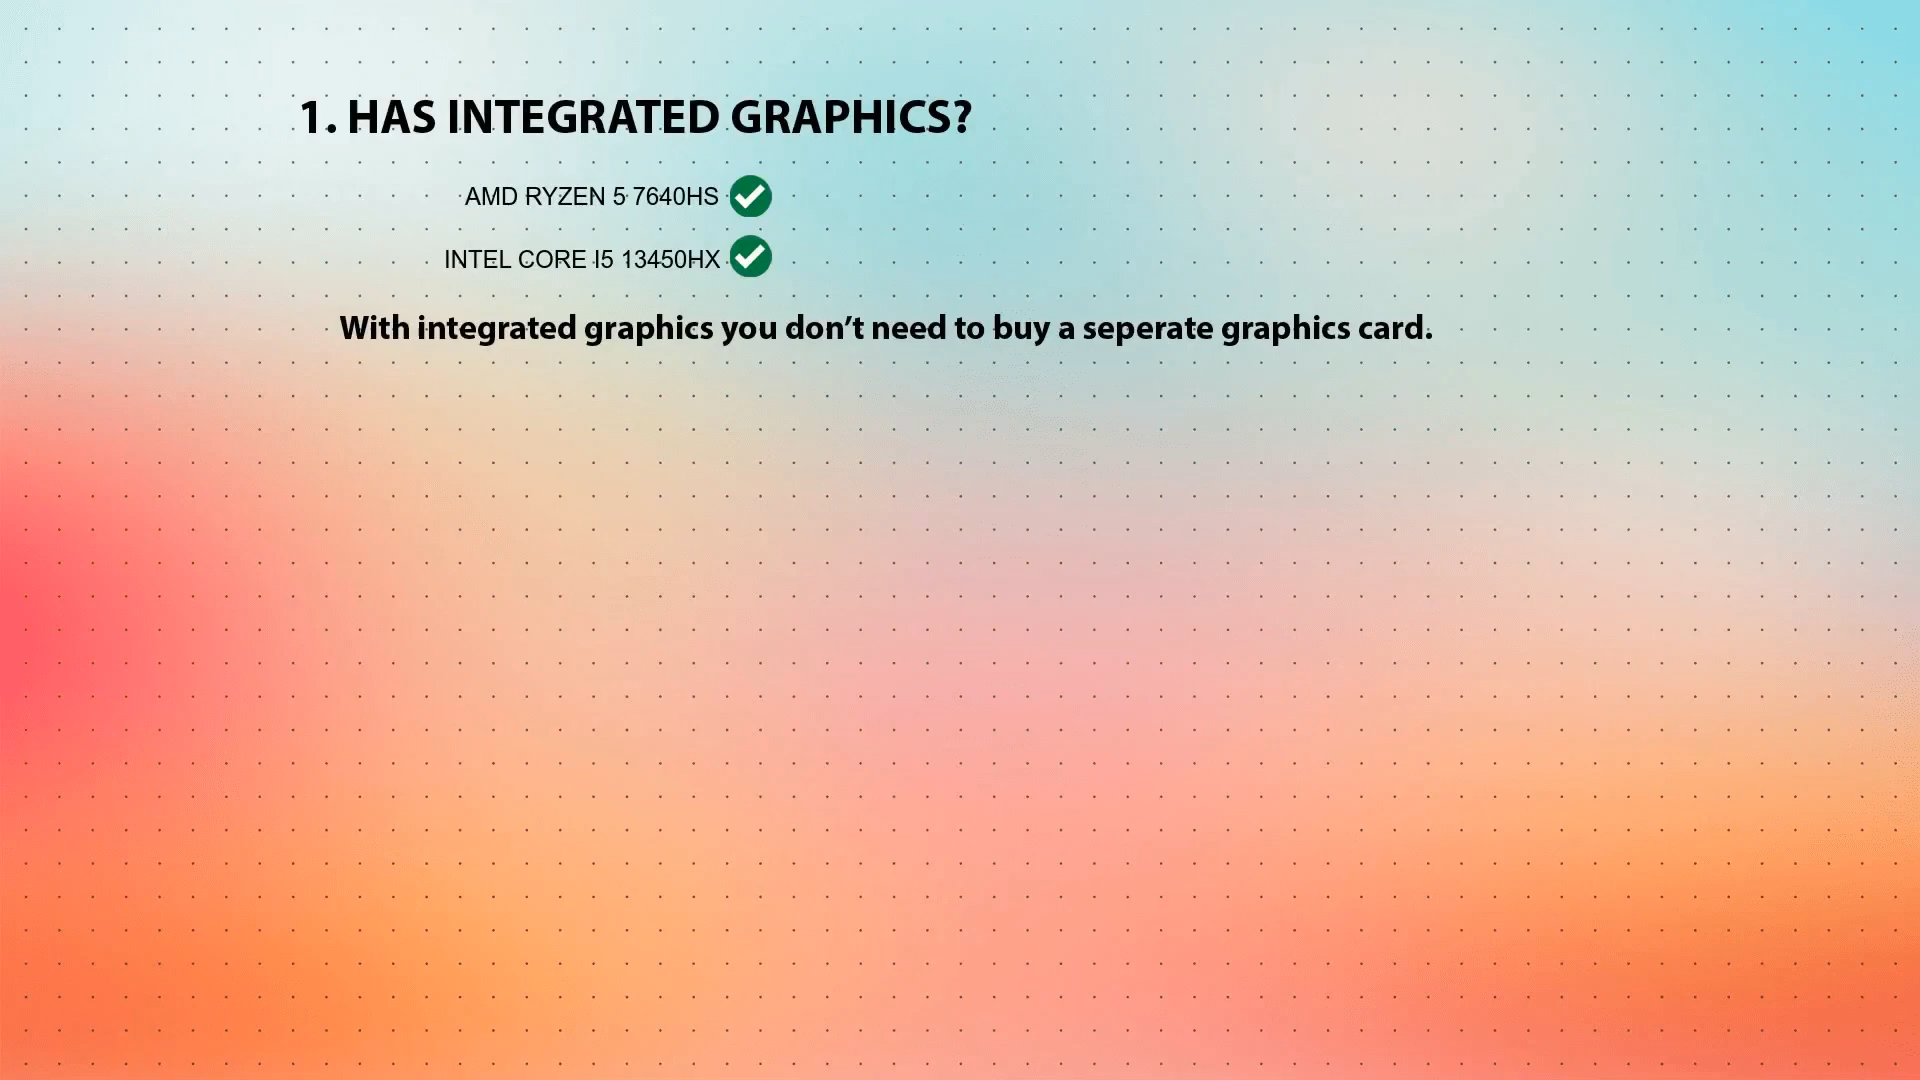 1. HAS INTEGRATED GRAPHICS?
AMD RYZEN 5 7640HS
INTEL CORE I5 13450HX
With integrated graphics you don’t need to buy a seperate graphics card.